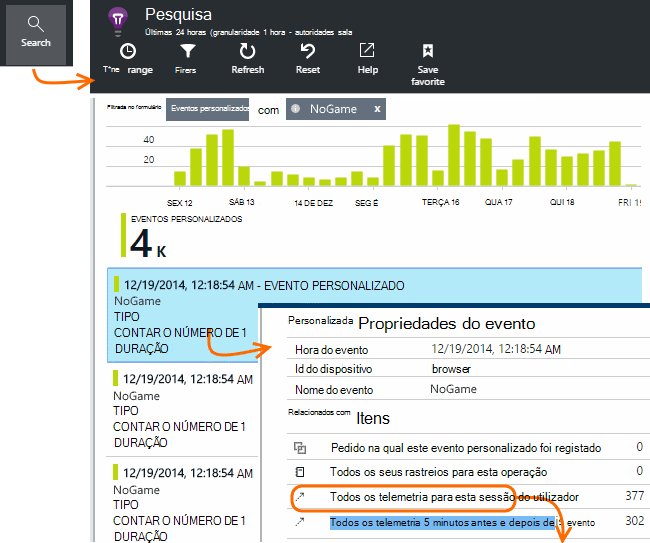 Search
Pesquisa
Últimas 24 horas (granularidade 1 hora - autoridades sala
T*ne range
Firers
Refresh
Reset
Help
Save
favorite
Filtrada no formulário
Eventos personalizados
com
NoGame x
40
20
SEX 12
SÁB 13
14 DE DEZ
SEG É
TERÇA 16
QUA 17
QUI 18
FRI 19
EVENTOS PERSONALIZADOS
4 K
12/19/2014, 12:18:54 AM - EVENTO PERSONALIZADO
NoGame
TIPO
CONTAR O NÚMERO DE 1
DURAÇÃO
12/19/2014, 12:18:54 AM
NoGame
TIPO
CONTAR O NÚMERO DE 1
DURAÇÃO
12/19/2014, 12:18:54 AM
NoGame
TIPO
CONTAR O NÚMERO DE 1
DURAÇÃO
Personalizada Propriedades do evento
Hora do evento 12/19/2014, 12:18:54 AM
Id do dispositivo browser
Nome do evento NoGame
Relacionados com Itens
Pedido na qual este evento personalizado foi registado 0
Todos os seus rastreios para esta operação 0
Todos os telemetria para esta sessão do utilizador 377
Todos os telemetria 5 minutos antes e depois de evento 302